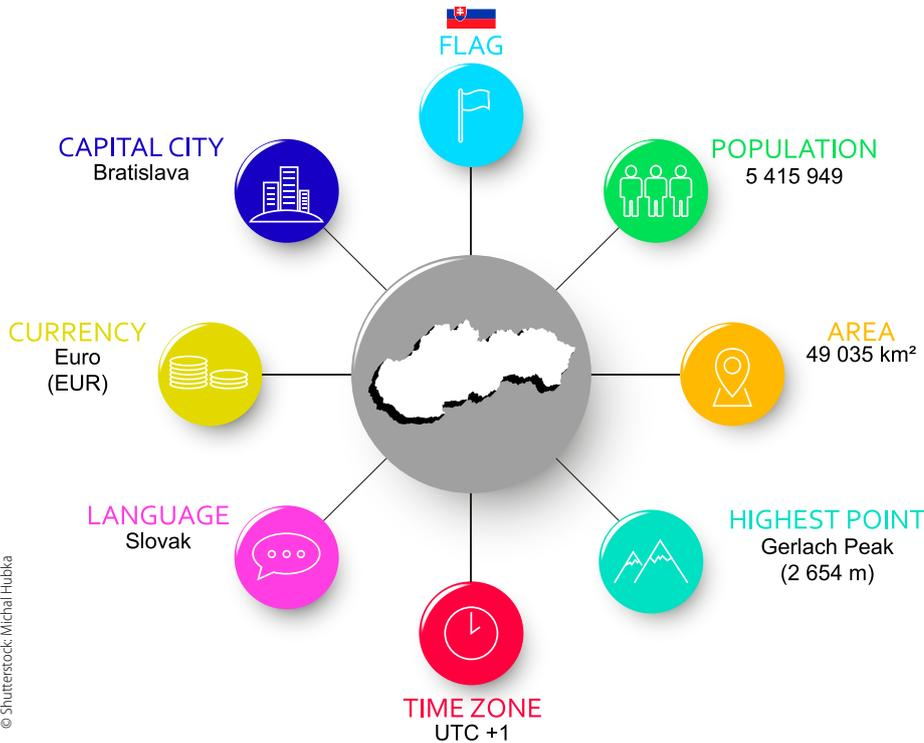 FLAG
CAPITAL CITY
Bratislava
POPULATION
5 415 949
CURRENCY
Euro
(EUR)
AREA
49 035 km²
LANGUAGE
Slovak
HIGHEST POINT
Gerlach Peak
(2 654 m)
TIME ZONE
UTC +1
© Shutterstock: Michal Hubka